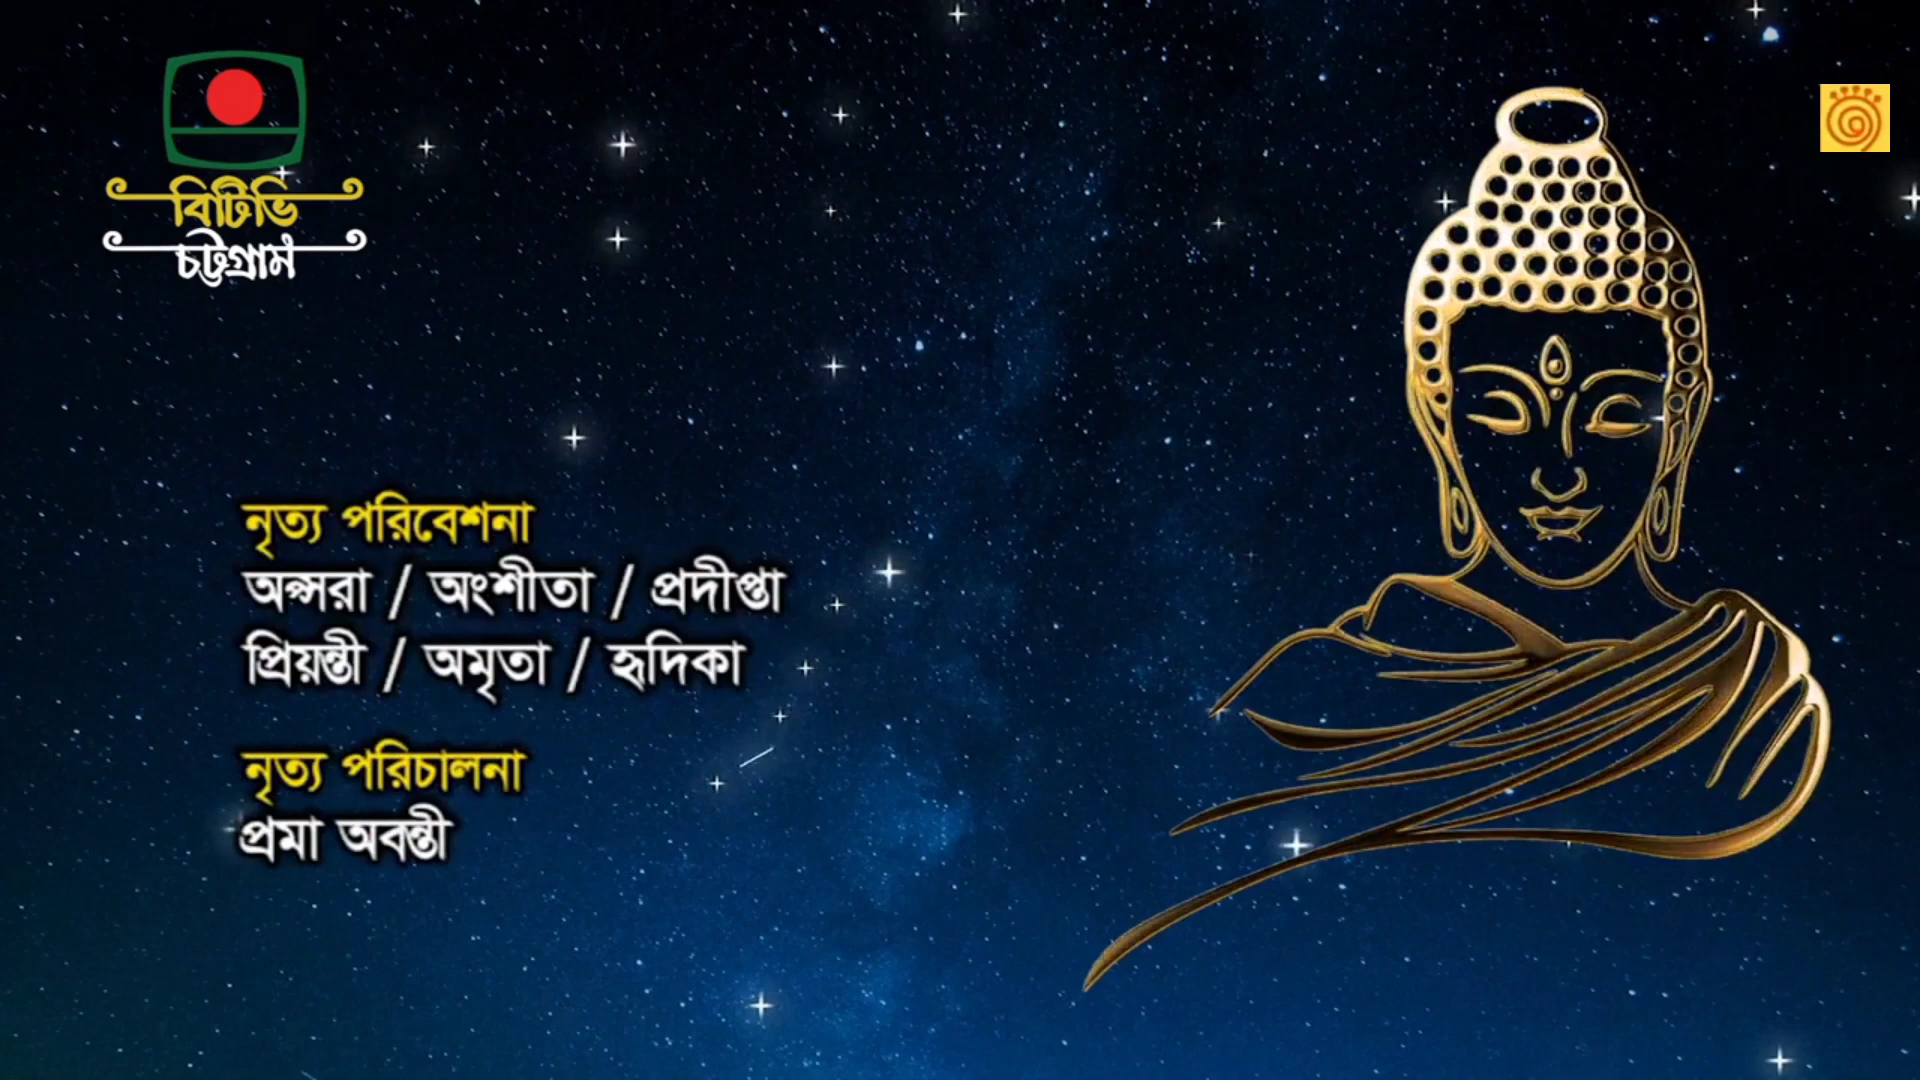 বিটিভি
চট্টগ্রাম
নৃত্য পরিবেশনা
অপ্সরা / অংশীতা / প্রদীপ্তা
প্রিয়ন্তী / অমৃতা / হৃদিকা
নৃত্য পরিচালনা
প্রমা অবন্তী